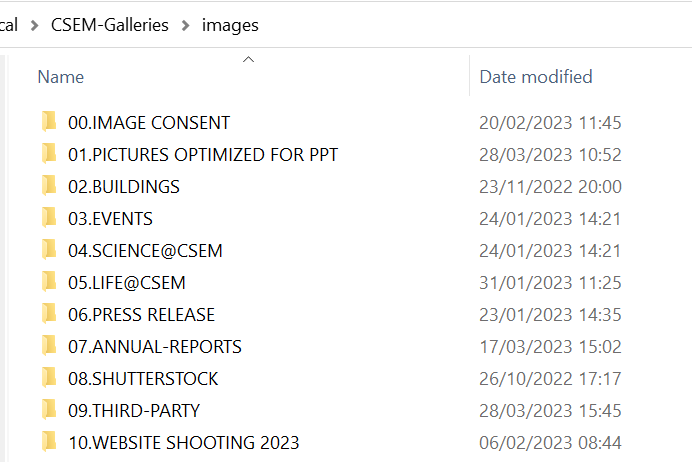 cal > CSEM-Galleries > images
Name Date modified
00.IMAGE CONSENT 20/02/2023 11:45
01.PICTURES OPTIMIZED FOR PPT 28/03/2023 10:52
02.BUILDINGS 23/11/2022 20:00
03.EVENTS 24/01/2023 14:21
04.SCIENCE@CSEM 24/01/2023 14:21
05.LIFE@CSEM 31/01/2023 11:25
06.PRESS RELEASE 23/01/2023 14:35
07.ANNUAL-REPORTS 17/03/2023 15:02
08.SHUTTERSTOCK 26/10/2022 17:17
09.THIRD-PARTY 28/03/2023 15:45
10.WEBSITE SHOOTING 2023 06/02/2023 08:44